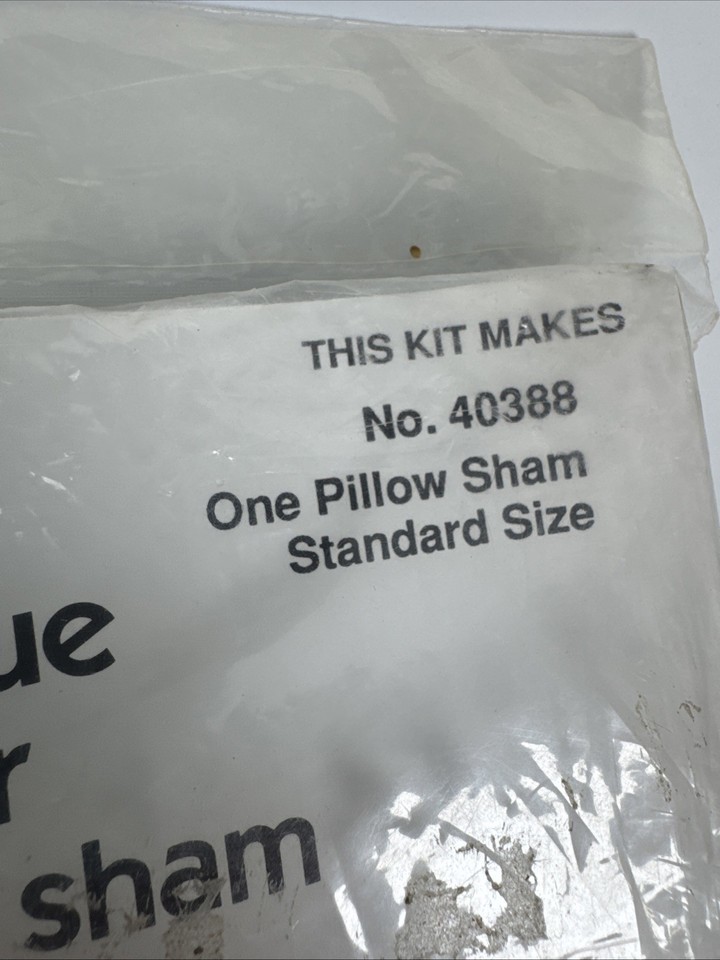 THIS KIT MAKES
No. 40388
One Pillow Sham
Standard Size
sham